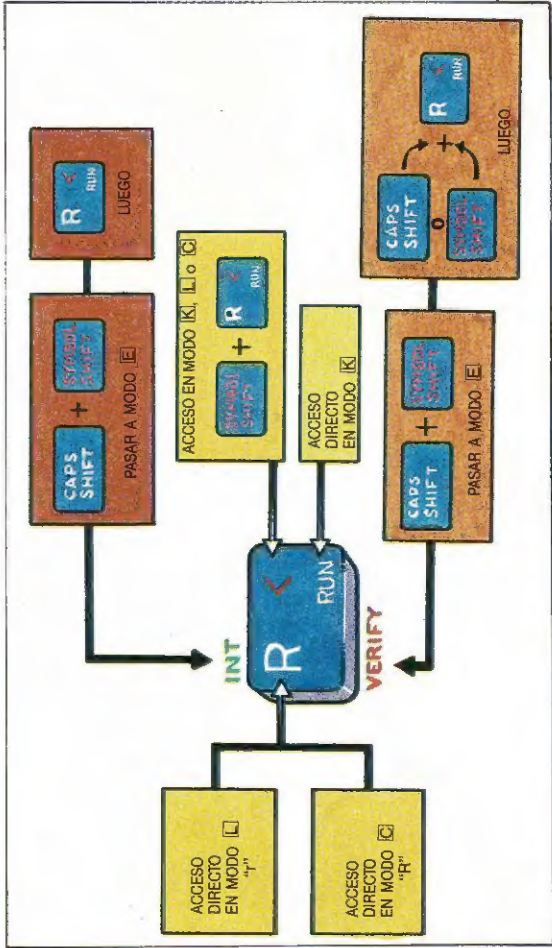 CAPS
SHIFT
+
SYMBOL
SHIFT
PASAR A MODO E
R <
RUN
LUEGO
ACCESO EN MODO K, L o C
SYMBOL
SHIFT
+
R <
RUN
ACCESO
DIRECTO
EN MODO K
INT
R <
RUN
VERIFY
ACCESO
DIRECTO
EN MODO L
"r"
ACCESO
DIRECTO
EN MODO C
"R"
CAPS
SHIFT
+
SYMBOL
SHIFT
PASAR A MODO E
CAPS
SHIFT
o
SYMBOL
SHIFT
+
R <
RUN
LUEGO